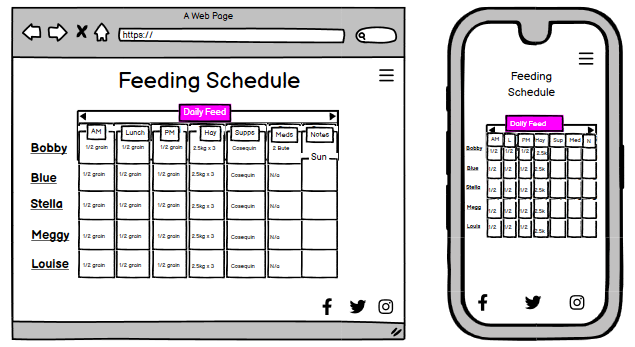 A Web Page
https://
Feeding Schedule
Daily Feed
AM Lunch PM Hay Supps Meds Notes
Bobby 1/2 grain 1/2 grain 1/2 grain 2.5kg x 3 Cosequin 2 Bute
Sun
Blue 1/2 grain 1/2 grain 1/2 grain 2.5kg x 3 Cosequin N/a
Stella 1/2 grain 1/2 grain 1/2 grain 2.5kg x 3 Cosequin N/a
Meggy 1/2 grain 1/2 grain 1/2 grain 2.5kg x 3 Cosequin N/a
Louise 1/2 grain 1/2 grain 1/2 grain 2.5kg x 3 Cosequin N/a
Feeding
Schedule
Daily Feed
AM L PM Hay Sup Med N
Bobby 1/2 1/2 1/2 2.5k
Blue 1/2 1/2 1/2 2.5k
Stella 1/2 1/2 1/2 2.5k
Megg 1/2 1/2 1/2 2.5k
Louis 1/2 1/2 1/2 2.5k